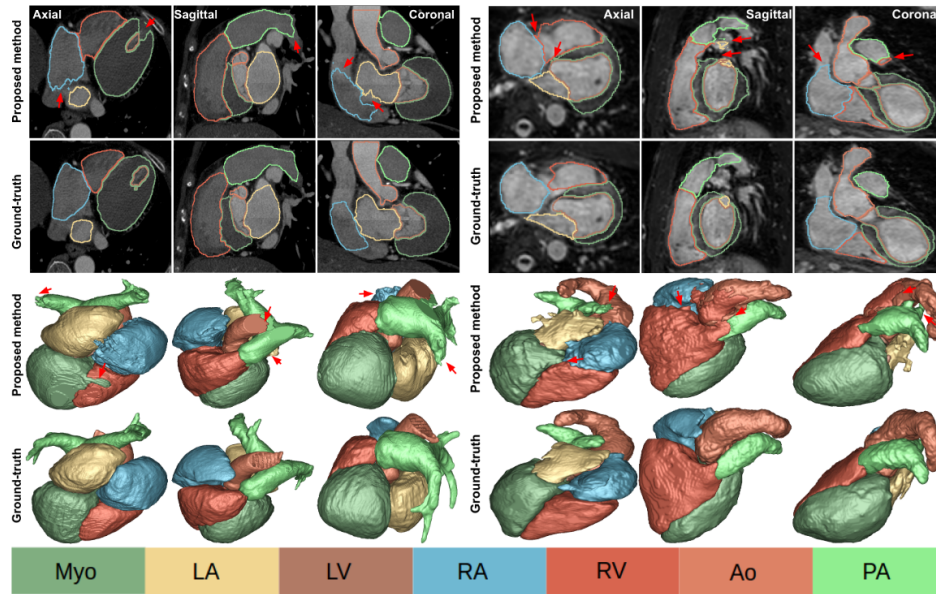 Axial Sagittal Coronal Axial Sagittal Corona
Proposed method Proposed method
Ground-truth Ground-truth
Proposed method Proposed method
Ground-truth Ground-truth
Myo LA LV RA RV Ao PA